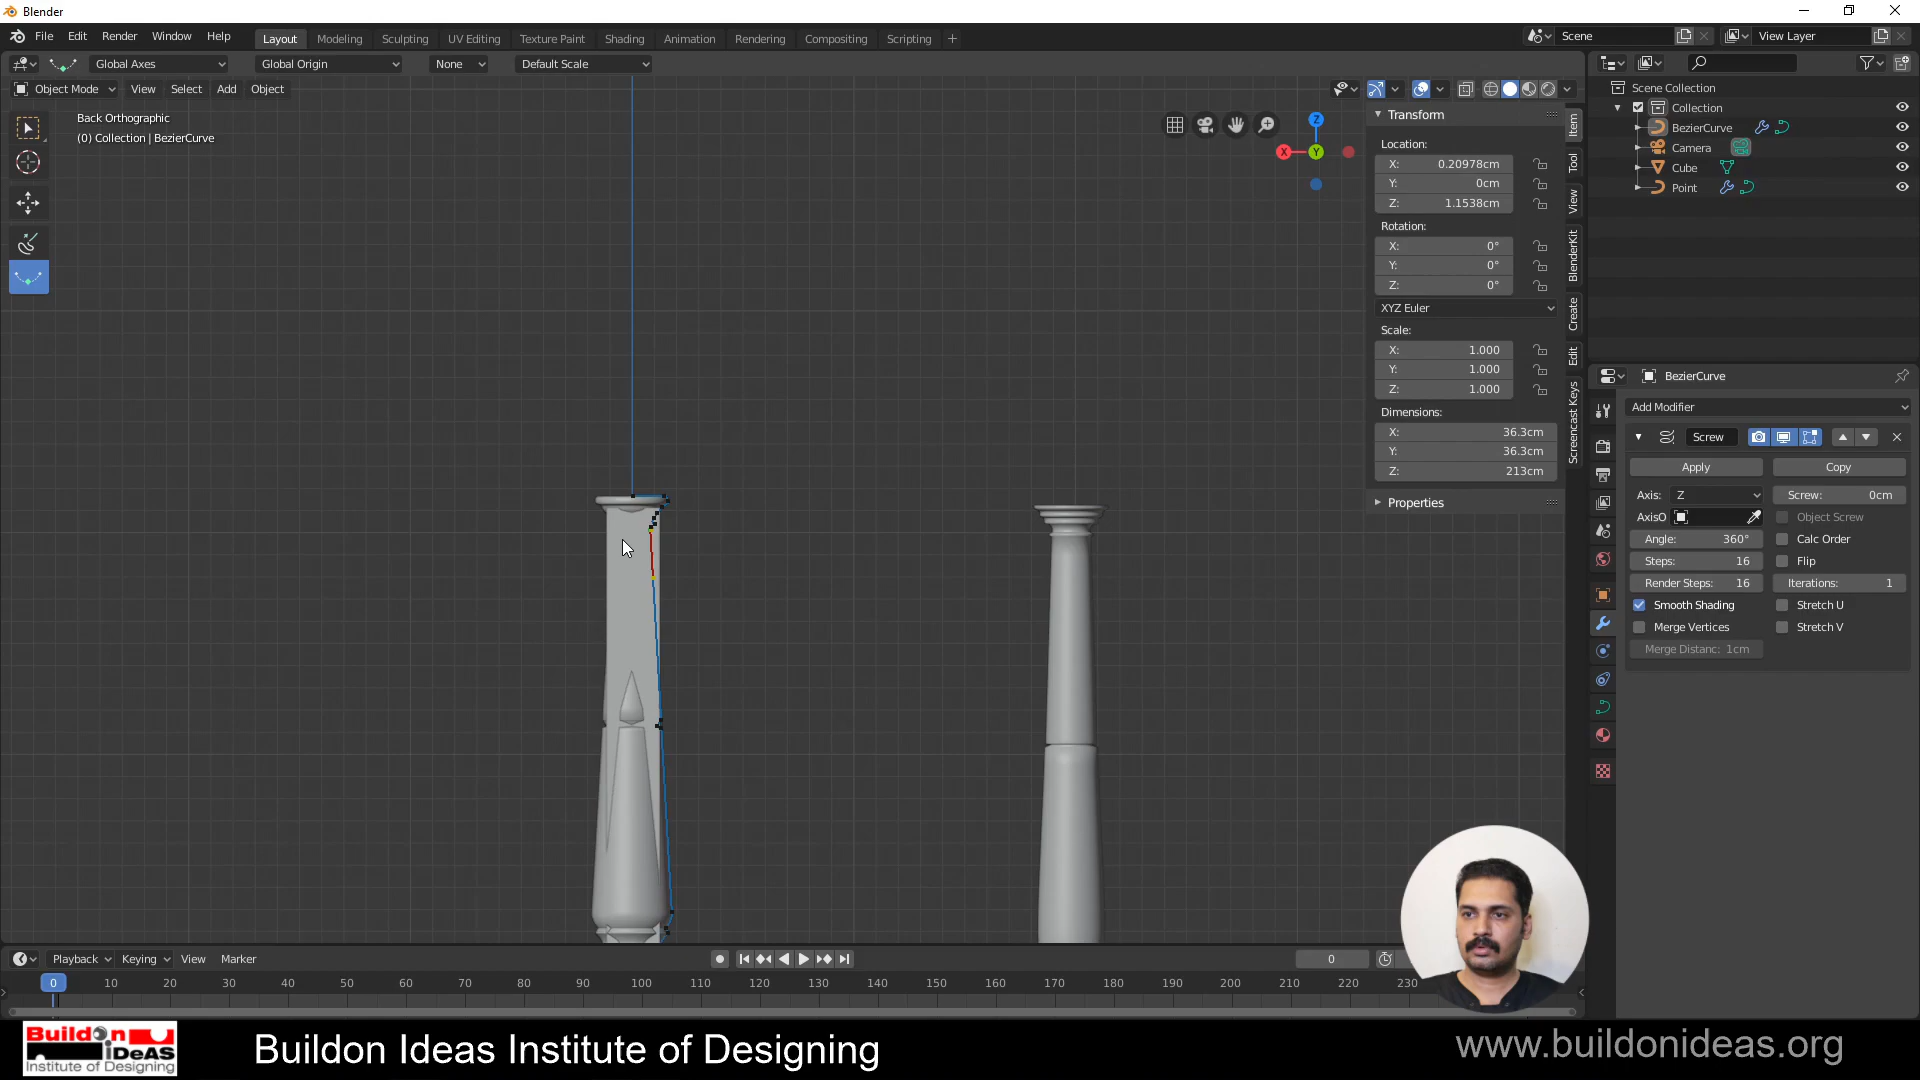 Blender
File Edit Render Window Help
Layout Modeling Sculpting UV Editing Texture Paint Shading Animation Rendering Compositing Scripting +
Scene
View Layer
Global Axes Global Origin None Default Scale
Object Mode View Select Add Object
Back Orthographic
(0) Collection | BezierCurve
Z
X
Y
Transform
Location:
X: 0.20978cm
Y: 0cm
Z: 1.1538cm
Rotation:
X: 0°
Y: 0°
Z: 0°
XYZ Euler
Scale:
X: 1.000
Y: 1.000
Z: 1.000
Dimensions:
X: 36.3cm
Y: 36.3cm
Z: 213cm
Properties
Item
Tool
View
BlenderKit
Create
Edit
Screencast Keys
Scene Collection
Collection
BezierCurve
Camera
Cube
Point
BezierCurve
Add Modifier
Screw
Apply Copy
Axis: Z Screw: 0cm
AxisO Object Screw
Angle: 360° Calc Order
Steps: 16 Flip
Render Steps: 16 Iterations: 1
Smooth Shading Stretch U
Merge Vertices Stretch V
Merge Distanc: 1cm
Playback Keying View Marker
0
0 10 20 30 40 50 60 70 80 90 100 110 120 130 140 150 160 170 180 190 200 210 220 230
Buildon iDeAS
Institute of Designing
Buildon Ideas Institute of Designing
www.buildonideas.org